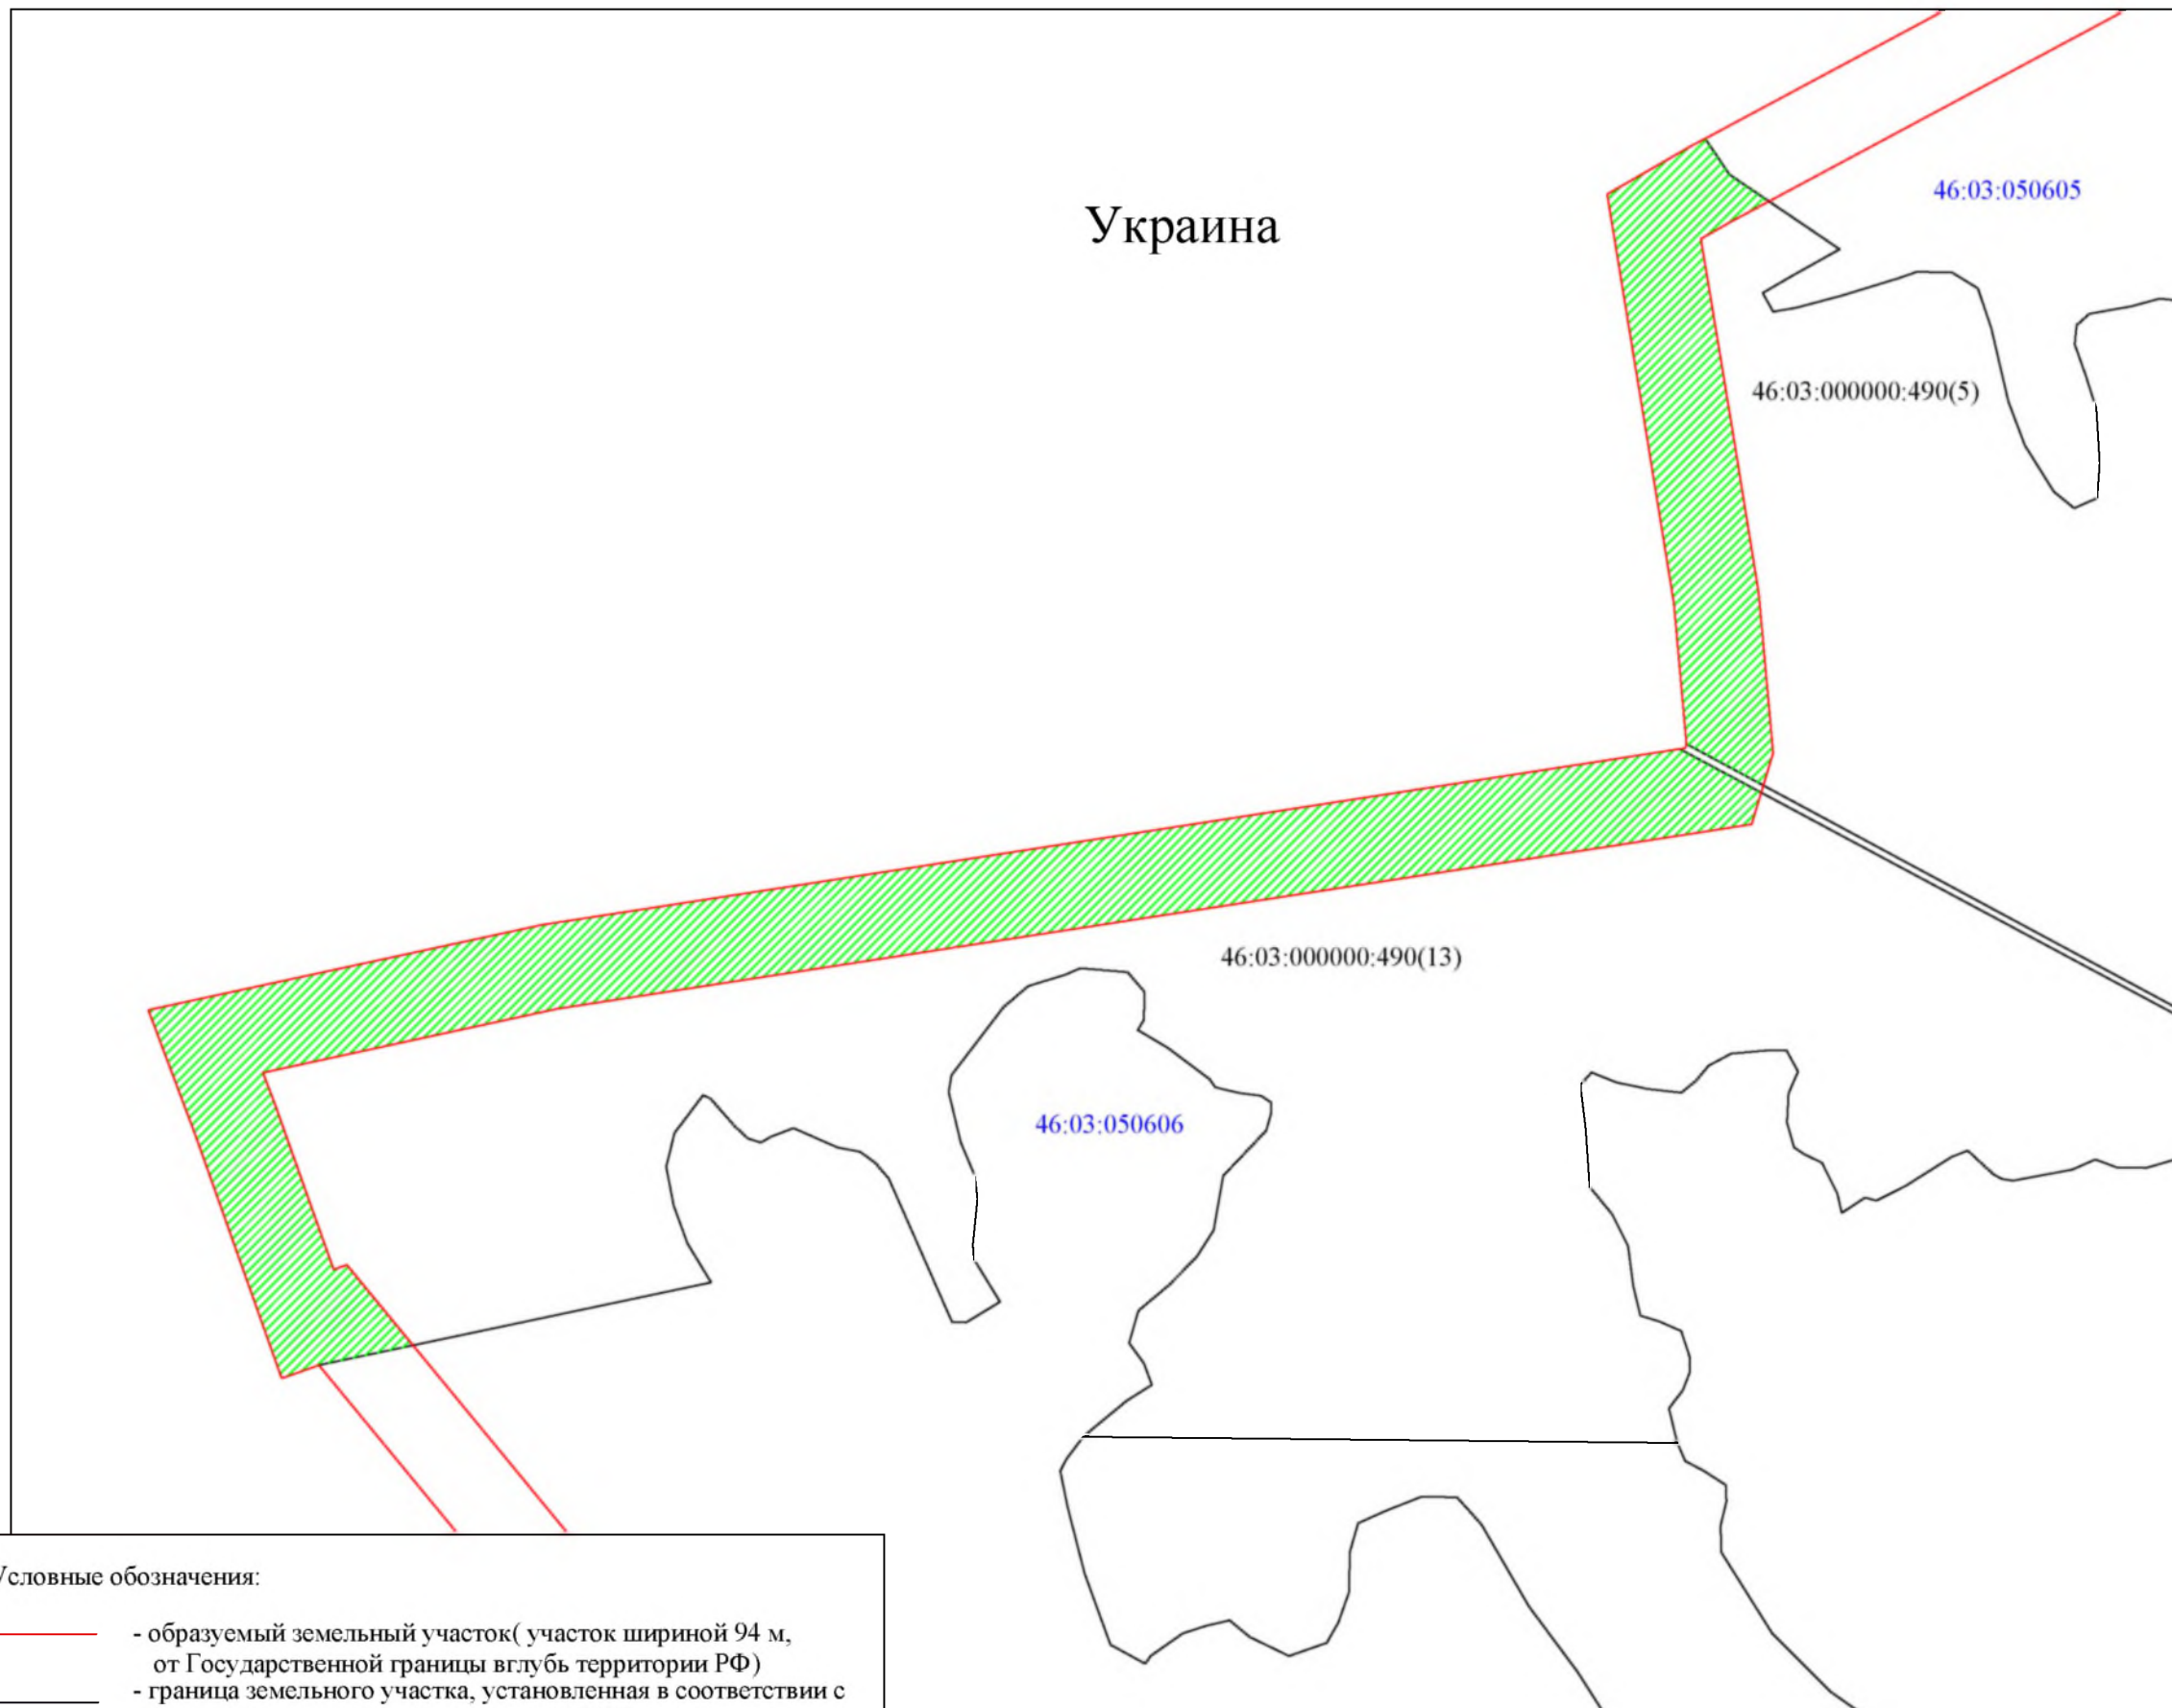 Украина
46:03:050605
46:03:000000:490(5)
46:03:000000:490(13)
46:03:050606
Условные обозначения:
- образуемый земельный участок( участок шириной 94 м,
от Государственной границы вглубь территории РФ)
- граница земельного участка, установленная в соответствии с